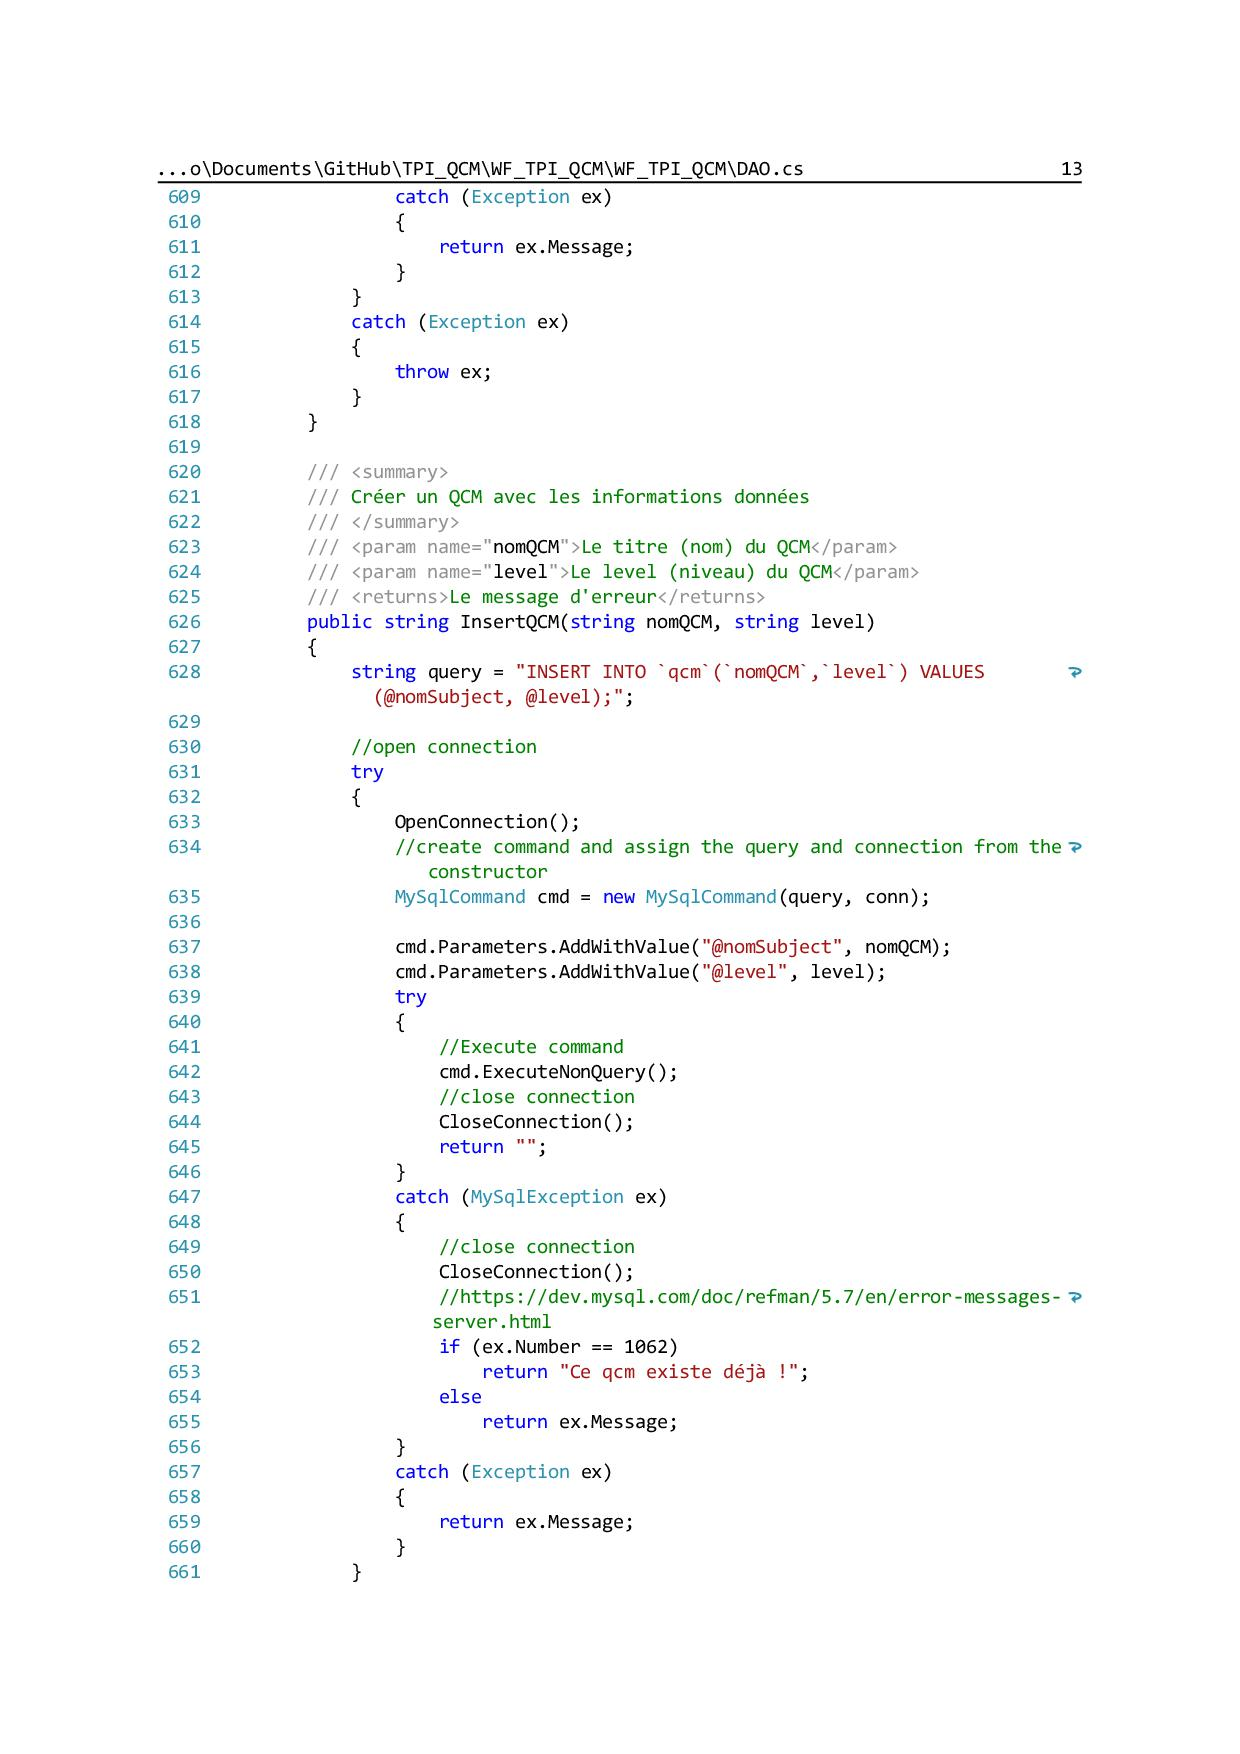 ...o\Documents\GitHub\TPI_QCM\WF_TPI_QCM\WF_TPI_QCM\DAO.cs 13
609 catch (Exception ex)
610 {
611 return ex.Message;
612 }
613 }
614 catch (Exception ex)
615 {
616 throw ex;
617 }
618 }
619
620 /// <summary>
621 /// Créer un QCM avec les informations données
622 /// </summary>
623 /// <param name="nomQCM">Le titre (nom) du QCM</param>
624 /// <param name="level">Le level (niveau) du QCM</param>
625 /// <returns>Le message d'erreur</returns>
626 public string InsertQCM(string nomQCM, string level)
627 {
628 string query = "INSERT INTO `qcm`(`nomQCM`,`level`) VALUES
(@nomSubject, @level);";
629
630 //open connection
631 try
632 {
633 OpenConnection();
634 //create command and assign the query and connection from the
constructor
635 MySqlCommand cmd = new MySqlCommand(query, conn);
636
637 cmd.Parameters.AddWithValue("@nomSubject", nomQCM);
638 cmd.Parameters.AddWithValue("@level", level);
639 try
640 {
641 //Execute command
642 cmd.ExecuteNonQuery();
643 //close connection
644 CloseConnection();
645 return "";
646 }
647 catch (MySqlException ex)
648 {
649 //close connection
650 CloseConnection();
651 //https://dev.mysql.com/doc/refman/5.7/en/error-messages-
server.html
652 if (ex.Number == 1062)
653 return "Ce qcm existe déjà !";
654 else
655 return ex.Message;
656 }
657 catch (Exception ex)
658 {
659 return ex.Message;
660 }
661 }